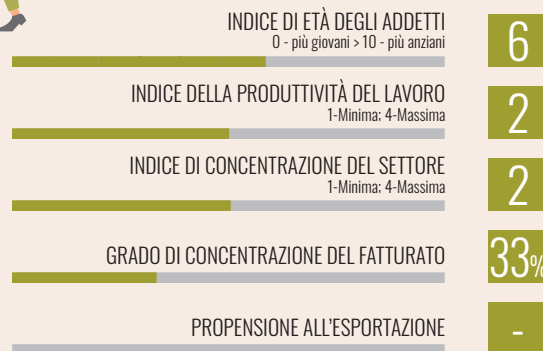 INDICE DI ETÀ DEGLI ADDETTI
0 - più giovani > 10 - più anziani
6
INDICE DELLA PRODUTTIVITÀ DEL LAVORO
1-Minima; 4-Massima
2
INDICE DI CONCENTRAZIONE DEL SETTORE
1-Minima; 4-Massima
2
GRADO DI CONCENTRAZIONE DEL FATTURATO
33%
PROPENSIONE ALL'ESPORTAZIONE
-